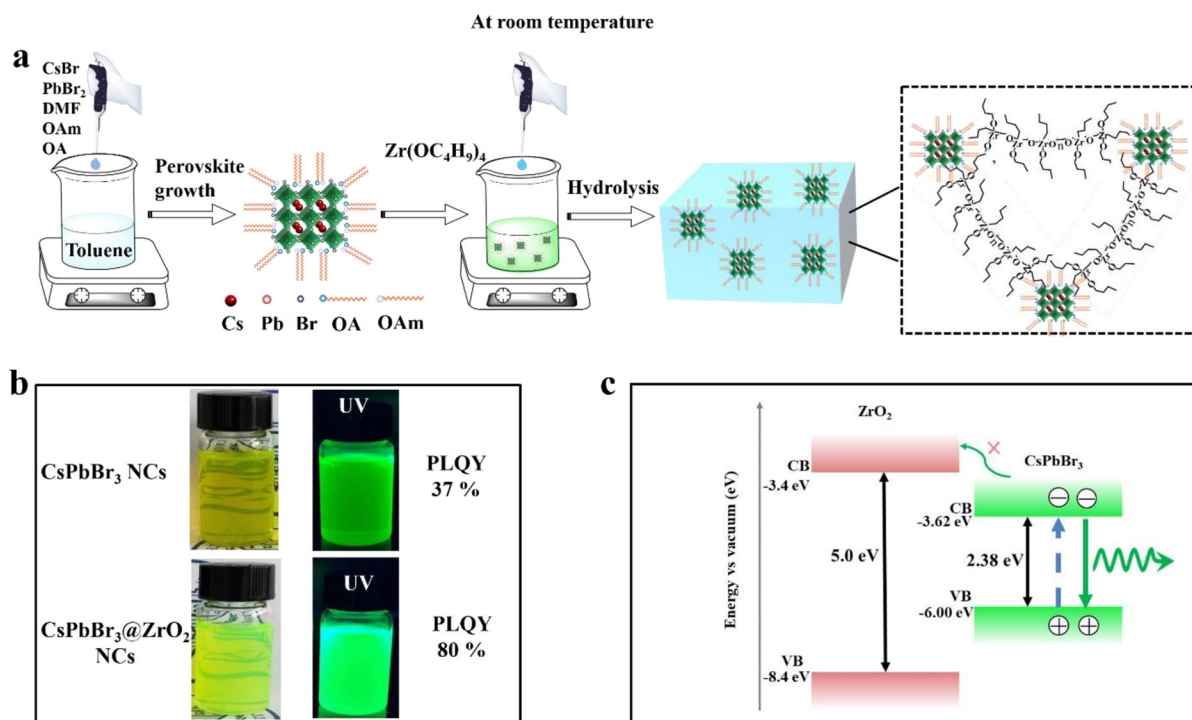 At room temperature
a
CsBr
PbBr₂
DMF
OAm
OA
Toluene
Perovskite
growth
Zr(OC₄H₉)₄
Hydrolysis
Cs Pb Br OA OAm
b
CsPbBr₃ NCs
UV
PLQY
37 %
CsPbBr₃@ZrO₂
NCs
UV
PLQY
80 %
c
Energy vs vacuum (eV)
ZrO₂
CB
-3.4 eV
5.0 eV
VB
-8.4 eV
CsPbBr₃
CB
-3.62 eV
2.38 eV
VB
-6.00 eV